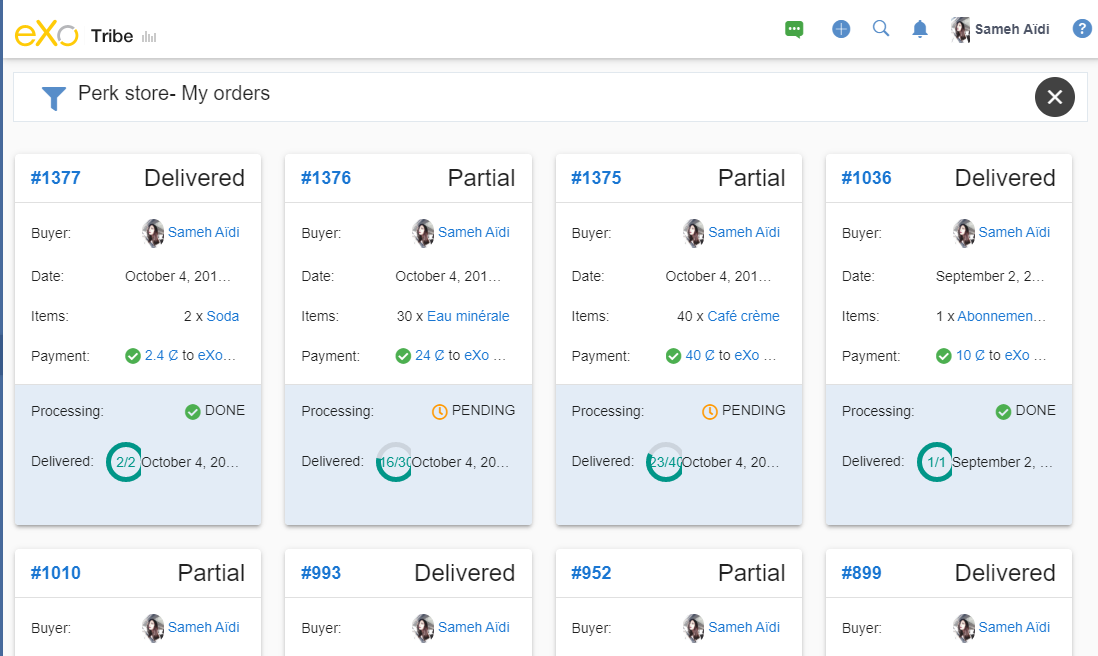 eXo Tribe Sameh Aïdi ?
Perk store- My orders
#1377 Delivered
Buyer: Sameh Aïdi
Date: October 4, 201...
Items: 2 x Soda
Payment: 2.4 ₡ to eXo...
Processing: DONE
Delivered: 2/2 October 4, 20...
#1376 Partial
Buyer: Sameh Aïdi
Date: October 4, 201...
Items: 30 x Eau minérale
Payment: 24 ₡ to eXo ...
Processing: PENDING
Delivered: 16/30 October 4, 20...
#1375 Partial
Buyer: Sameh Aïdi
Date: October 4, 201...
Items: 40 x Café crème
Payment: 40 ₡ to eXo ...
Processing: PENDING
Delivered: 23/40 October 4, 20...
#1036 Delivered
Buyer: Sameh Aïdi
Date: September 2, 2...
Items: 1 x Abonnemen...
Payment: 10 ₡ to eXo ...
Processing: DONE
Delivered: 1/1 September 2, ...
#1010 Partial
Buyer: Sameh Aïdi
#993 Delivered
Buyer: Sameh Aïdi
#952 Partial
Buyer: Sameh Aïdi
#899 Delivered
Buyer: Sameh Aïdi